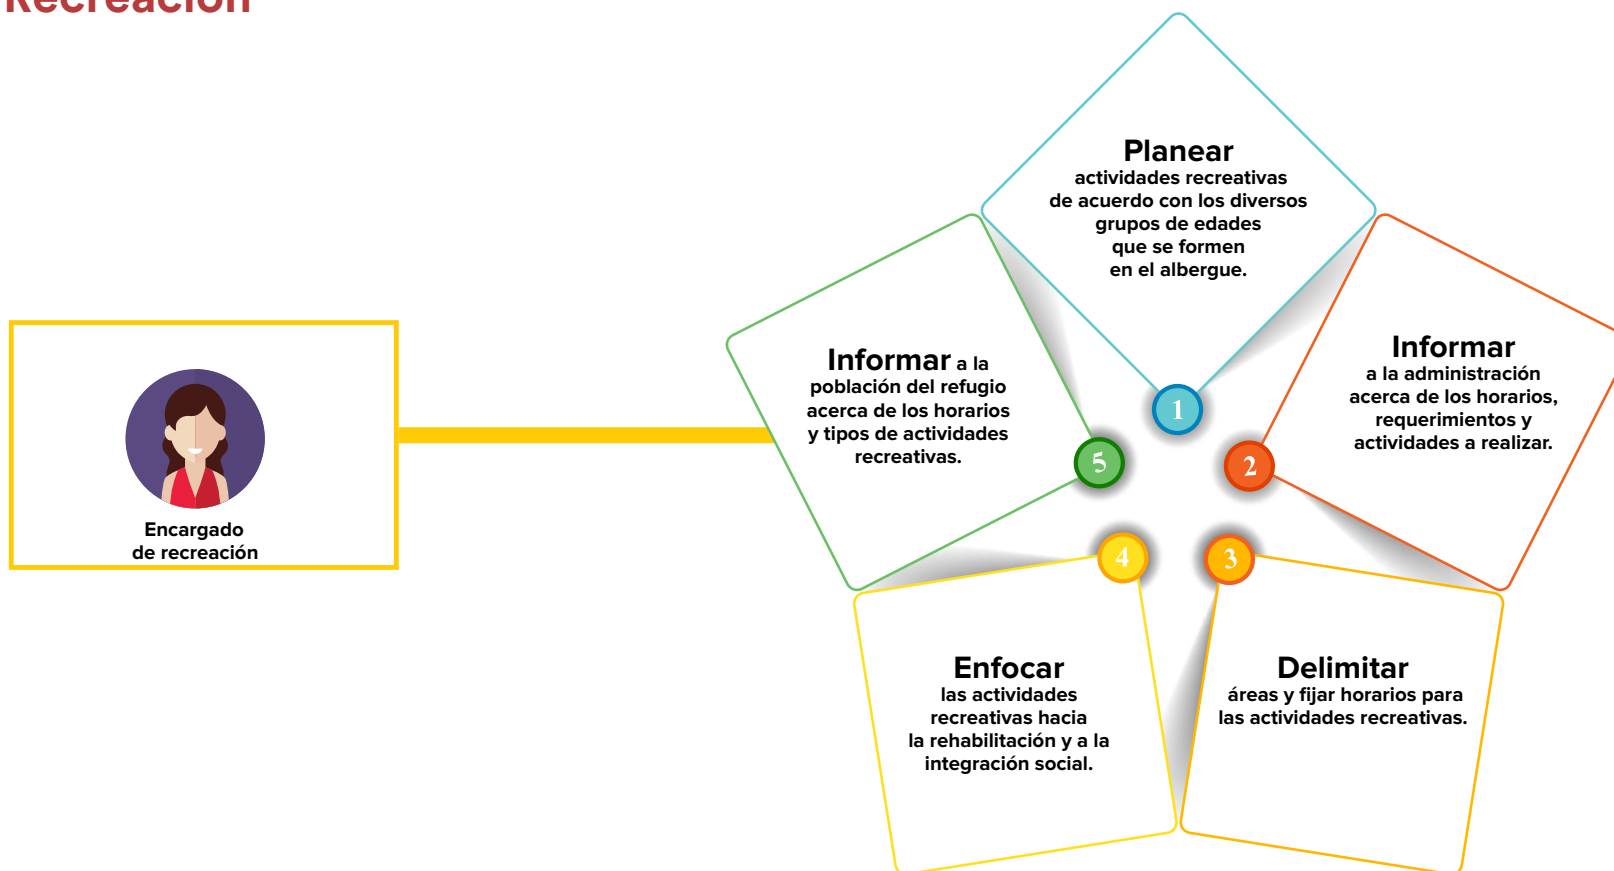 Recreación
Encargado
de recreación
Planear
actividades recreativas
de acuerdo con los diversos
grupos de edades
que se formen
en el albergue.
1
Informar
a la administración
acerca de los horarios,
requerimientos y
actividades a realizar.
2
Delimitar
áreas y fijar horarios para
las actividades recreativas.
3
Enfocar
las actividades
recreativas hacia
la rehabilitación y a la
integración social.
4
Informar a la
población del refugio
acerca de los horarios
y tipos de actividades
recreativas.
5